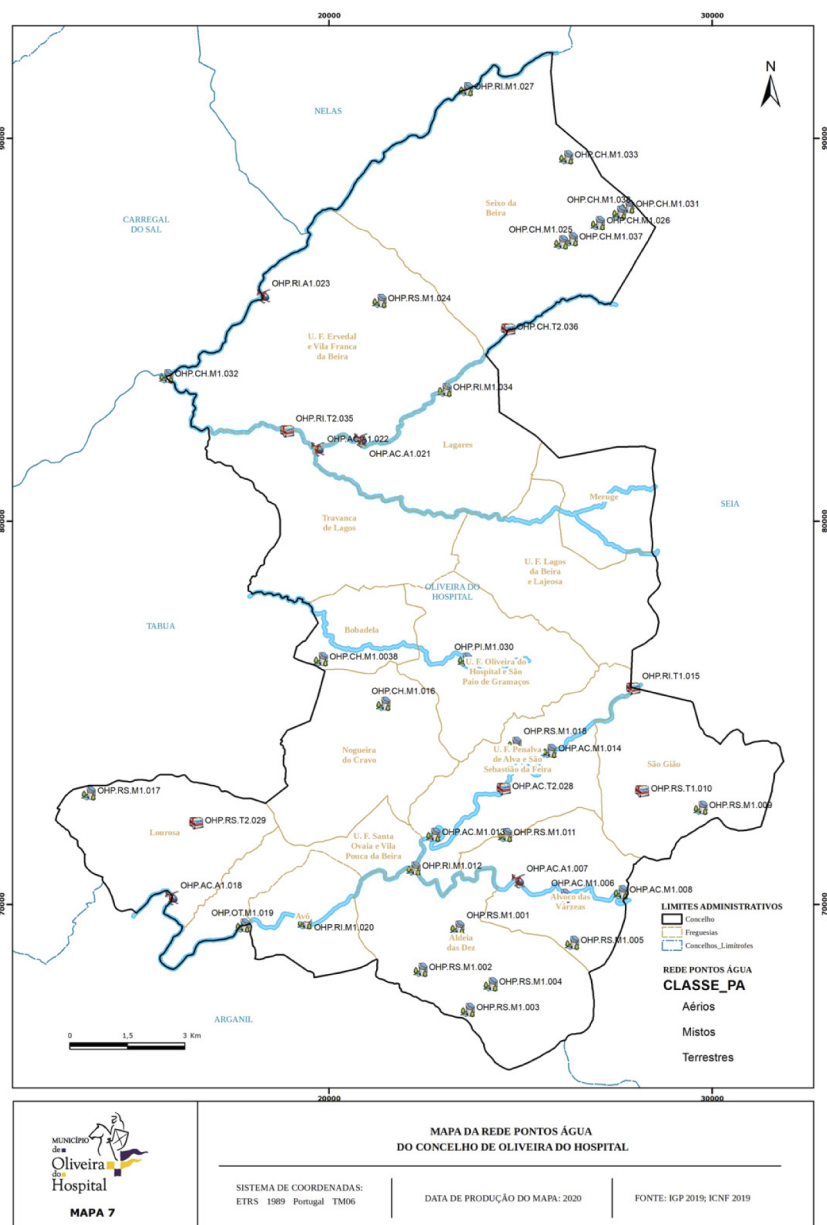 20000
30000
N
OHP.RI.M1.027
NELAS
90000
90000
OHP.CH.M1.033
Seixo da
Beira
OHP.CH.M1.031
OHP.CH.M1.026
CARREGAL
DO SAL
OHP.CH.M1.025
OHP.CH.M1.037
OHP.RI.A1.023
OHP.RS.M1.024
OHP.CH.T2.036
U. F. Ervedal
e Vila Franca
da Beira
OHP.CH.M1.032
OHP.RI.M1.034
OHP.RI.T2.035
Lagares
OHP.AC.A1.021
Meruge
SEIA
80000
80000
Travanca
de Lagos
U. F. Lagos
da Beira
e Lajeosa
OLIVEIRA DO
HOSPITAL
TABUA
Bobadela
OHP.PI.M1.030
OHP.CH.M1.0038
U. F. Oliveira do
Hospital e São
Paio de Gramaços
OHP.RI.T1.015
OHP.CH.M1.016
OHP.AC.M1.014
Nogueira
do Cravo
U. F. Penalva
de Alva e São
Sebastião da Feira
São Gião
OHP.RS.M1.017
OHP.AC.T2.028
OHP.RS.T1.010
OHP.RS.M1.009
OHP.RS.T2.029
Lourosa
U. F. Santa
Ovaia e Vila
Pouca da Beira
OHP.AC.M1.013
OHP.RS.M1.011
OHP.RI.M1.012
OHP.AC.A1.007
OHP.AC.A1.018
OHP.AC.M1.006
OHP.AC.M1.008
Alvoco das
Várzeas
70000
70000
OHP.OT.M1.019
Avô
OHP.RI.M1.020
OHP.RS.M1.001
Aldeia
das Dez
OHP.RS.M1.005
OHP.RS.M1.002
OHP.RS.M1.004
OHP.RS.M1.003
ARGANIL
LIMITES ADMINISTRATIVOS
Concelho
Freguesias
Concelhos_Limítrofes
REDE PONTOS ÁGUA
CLASSE_PA
Aérios
Mistos
Terrestres
0 1,5 3 Km
20000
30000
MUNICÍPIO
de
Oliveira
do
Hospital
MAPA 7
MAPA DA REDE PONTOS ÁGUA
DO CONCELHO DE OLIVEIRA DO HOSPITAL
SISTEMA DE COORDENADAS:
ETRS 1989 Portugal TM06
DATA DE PRODUÇÃO DO MAPA: 2020
FONTE: IGP 2019; ICNF 2019